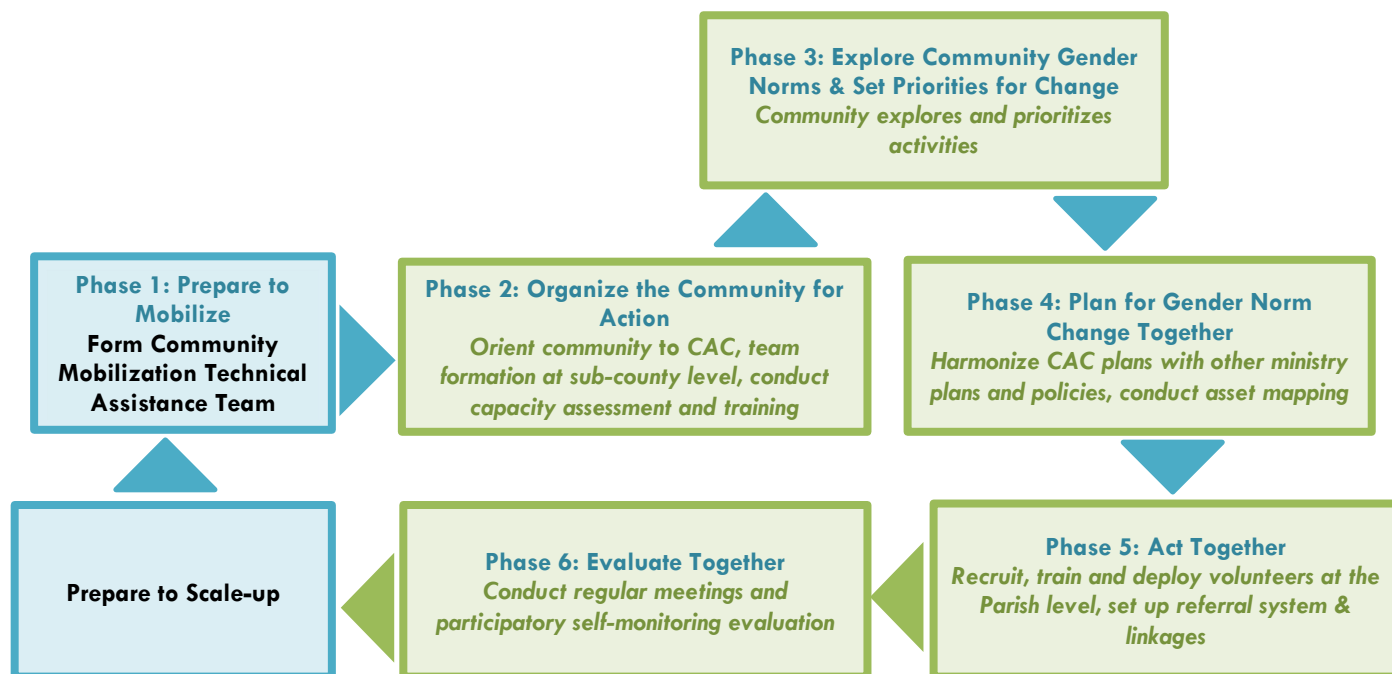 Phase 3: Explore Community Gender
Norms & Set Priorities for Change
Community explores and prioritizes
activities
Phase 1: Prepare to
Mobilize
Form Community
Mobilization Technical
Assistance Team
Phase 2: Organize the Community for
Action
Orient community to CAC, team
formation at sub-county level, conduct
capacity assessment and training
Phase 4: Plan for Gender Norm
Change Together
Harmonize CAC plans with other ministry
plans and policies, conduct asset mapping
Phase 5: Act Together
Recruit, train and deploy volunteers at the
Parish level, set up referral system &
linkages
Phase 6: Evaluate Together
Conduct regular meetings and
participatory self-monitoring evaluation
Prepare to Scale-up